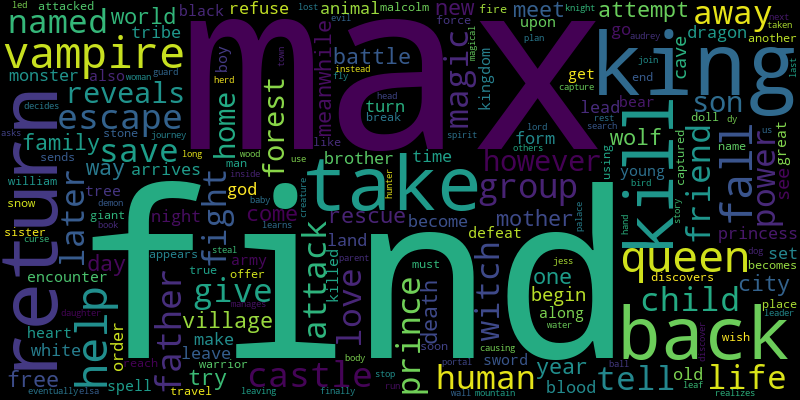 led attacked black refuse animal malcolm new meet fire knight attempt away
named world boy evil force upon lost taken next
tribe max king go audrey another
vampire battle dragon
monster also meanwhile magic kingdom get plan cave join town last
reveals home forest turn fly instead lead end son
escape herd break head capture bear doll dy magical
save stone woman guard like form lord rest wolf name us great
decides journey spirit search friend fall power
family way brother time however others using young captured see
asks sends arrives man wood use take group kill bird
return william tree long god inside hunter mother story princess
later demon fight baby creature rescue become hand
snow giant night come land defeat palace queen
sister book appears learns love parent witch jess discovers set
curse day army true offer killed must one becomes dog
encounter steal find begin city
help father give attack death along child place
heart daughter village prince water leader
white order make causing back wish discover
leave manages body son sword year tell old life
free each warrior try castle stop human blood leaf
spell travel portal ball realizes
eventually elsa leaving finally run wall mountain